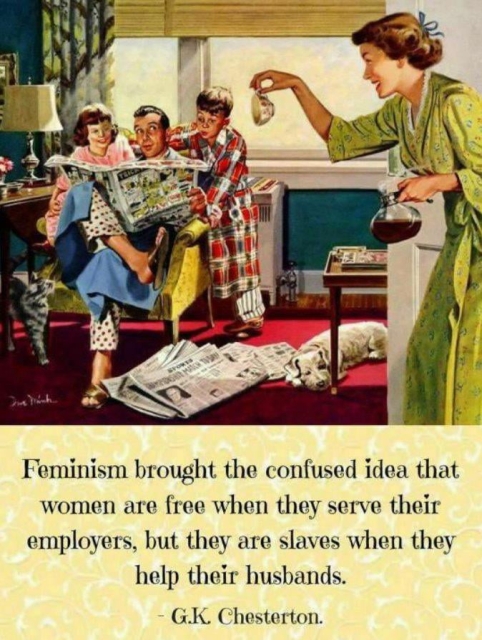 SPORTS
Feminism brought the confused idea that
women are free when they serve their
employers, but they are slaves when they
help their husbands.
- G.K. Chesterton.